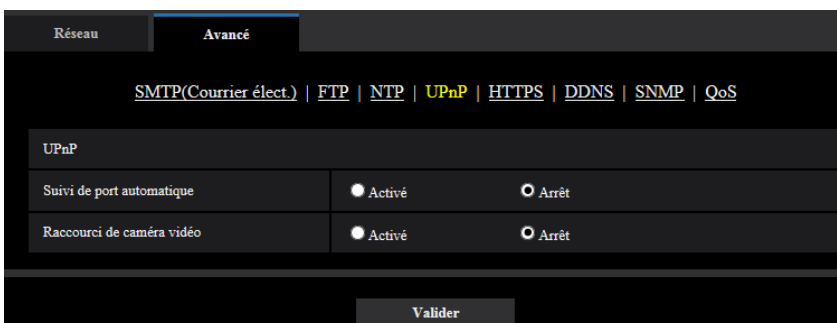 Réseau Avancé
SMTP(Courrier élect.) | FTP | NTP | UPnP | HTTPS | DDNS | SNMP | QoS
UPnP
Suivi de port automatique Activé Arrêt
Raccourci de caméra vidéo Activé Arrêt
Valider